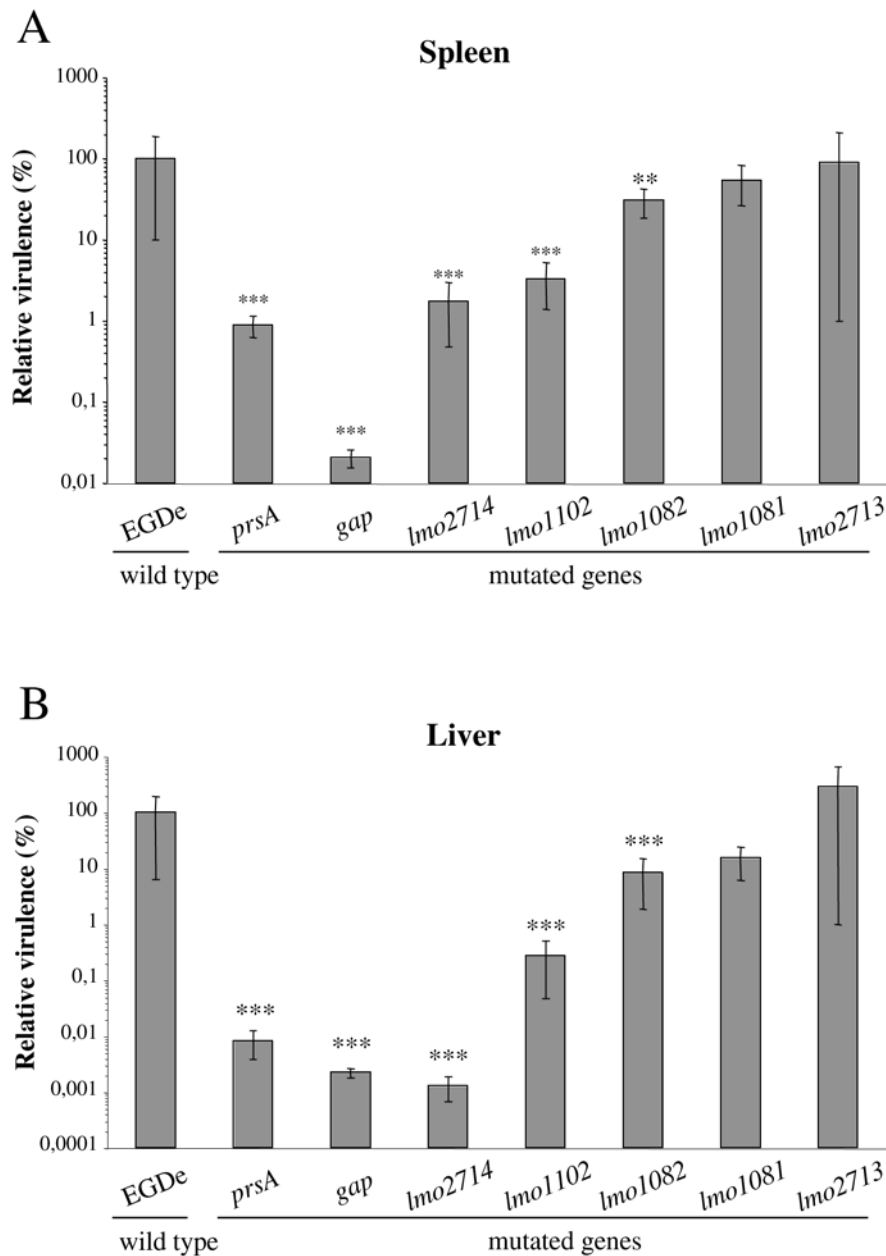 A
Spleen
Relative virulence (%)
1000
100
10
1
0,1
0,01
***
***
***
***
**
EGDe
prsA
gap
lmo2714
lmo1102
lmo1082
lmo1081
lmo2713
wild type
mutated genes
B
Liver
Relative virulence (%)
1000
100
10
1
0,1
0,01
0,001
0,0001
***
***
***
***
***
EGDe
prsA
gap
lmo2714
lmo1102
lmo1082
lmo1081
lmo2713
wild type
mutated genes